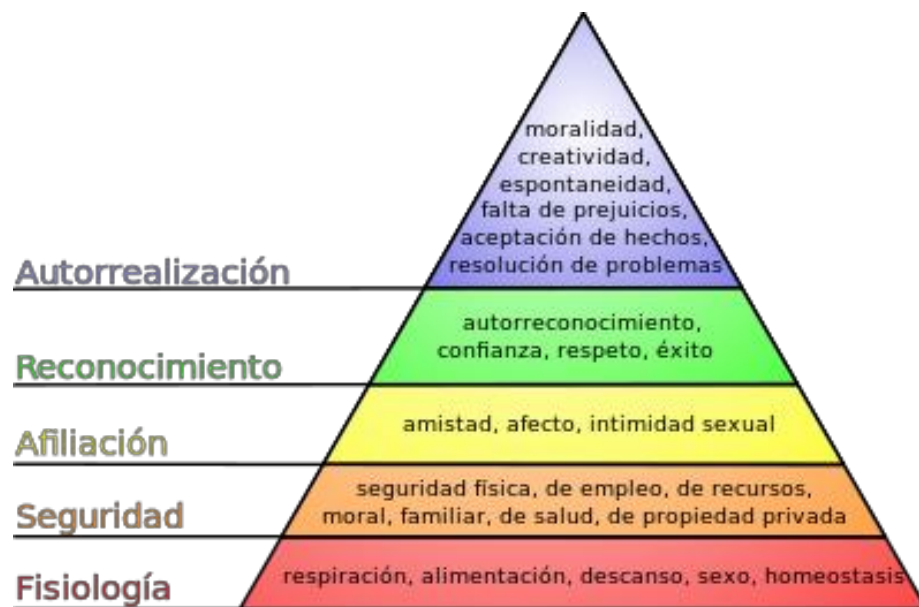 moralidad,
creatividad,
espontaneidad,
falta de prejuicios,
aceptación de hechos,
resolución de problemas
Autorrealización
autorreconocimiento,
confianza, respeto, éxito
Reconocimiento
amistad, afecto, intimidad sexual
Afiliación
seguridad física, de empleo, de recursos,
moral, familiar, de salud, de propiedad privada
Seguridad
respiración, alimentación, descanso, sexo, homeostasis
Fisiología